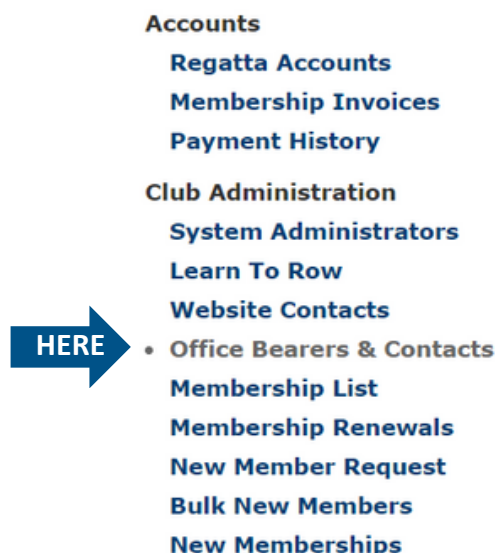 Accounts
Regatta Accounts
Membership Invoices
Payment History
Club Administration
System Administrators
Learn To Row
Website Contacts
HERE • Office Bearers & Contacts
Membership List
Membership Renewals
New Member Request
Bulk New Members
New Memberships